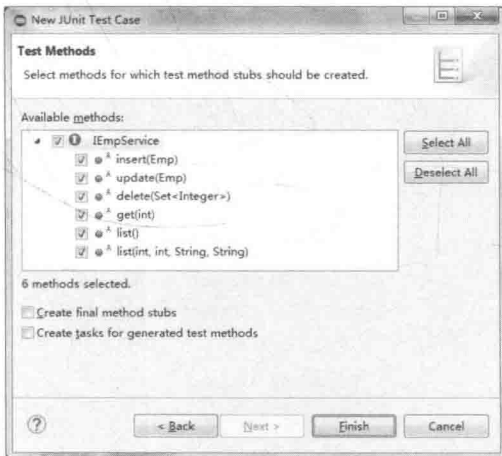 New JUnit Test Case
Test Methods
Select methods for which test method stubs should be created.
Available methods:
IEmpService
insert(Emp)
update(Emp)
delete(Set<Integer>)
get(int)
list()
list(int, int, String, String)
Select All
Deselect All
6 methods selected.
Create final method stubs
Create tasks for generated test methods
?
< Back
Next >
Finish
Cancel